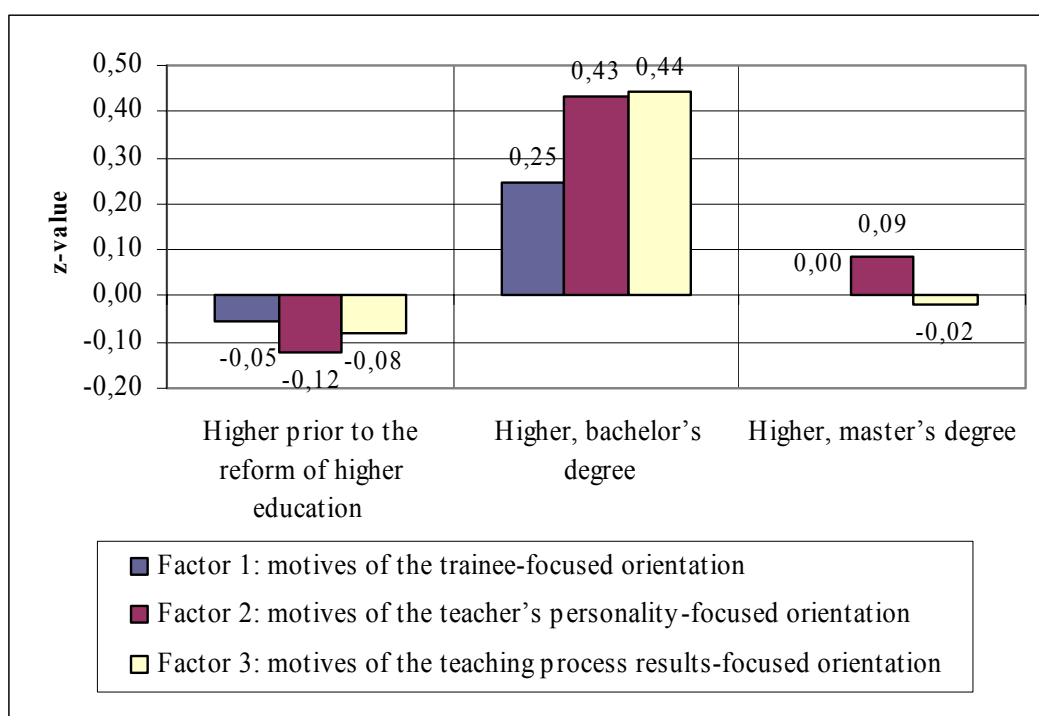 0,50
0,40
0,30
0,20
0,10
0,00
-0,10
-0,20
z-value
-0,05
-0,12
-0,08
0,25
0,43
0,44
0,00
0,09
-0,02
Higher prior to the
reform of higher
education
Higher, bachelor’s
degree
Higher, master’s degree
Factor 1: motives of the trainee-focused orientation
Factor 2: motives of the teacher’s personality-focused orientation
Factor 3: motives of the teaching process results-focused orientation